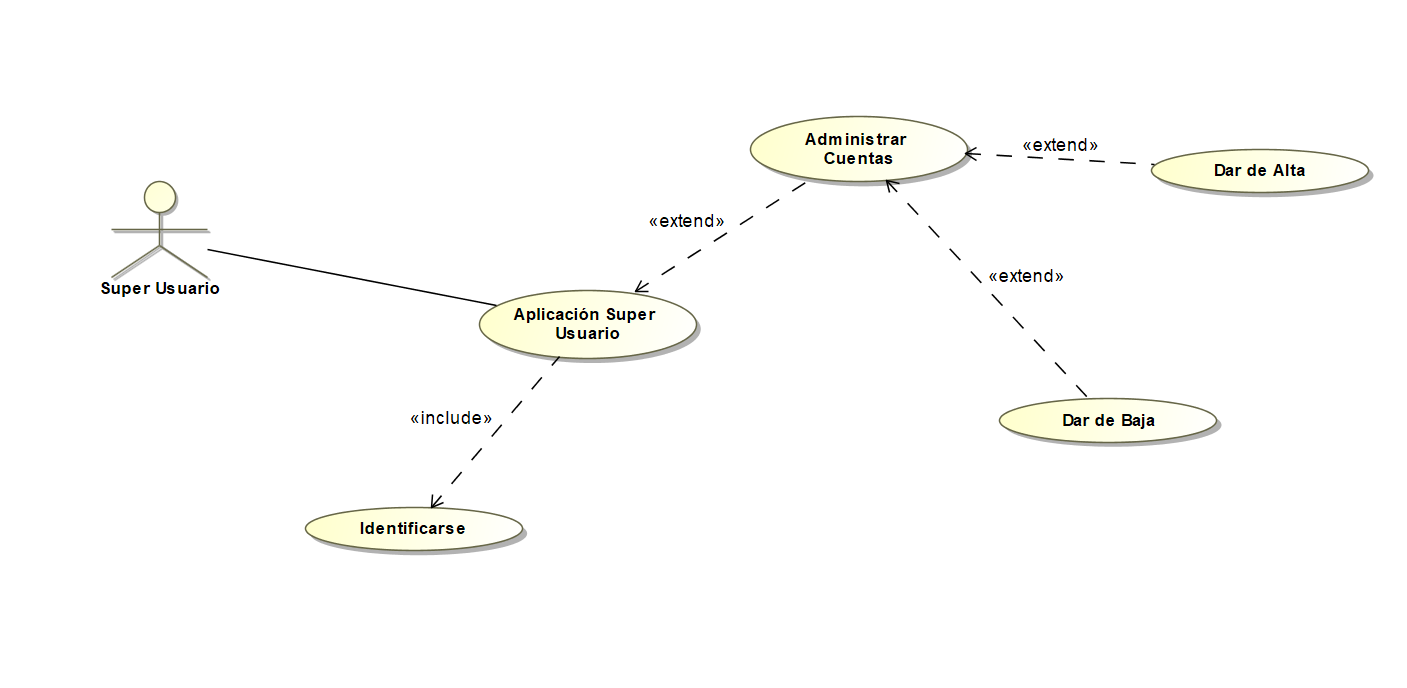 Administrar
Cuentas
«extend»
Dar de Alta
«extend»
«extend»
Super Usuario
Aplicación Super
Usuario
«include»
Dar de Baja
Identificarse